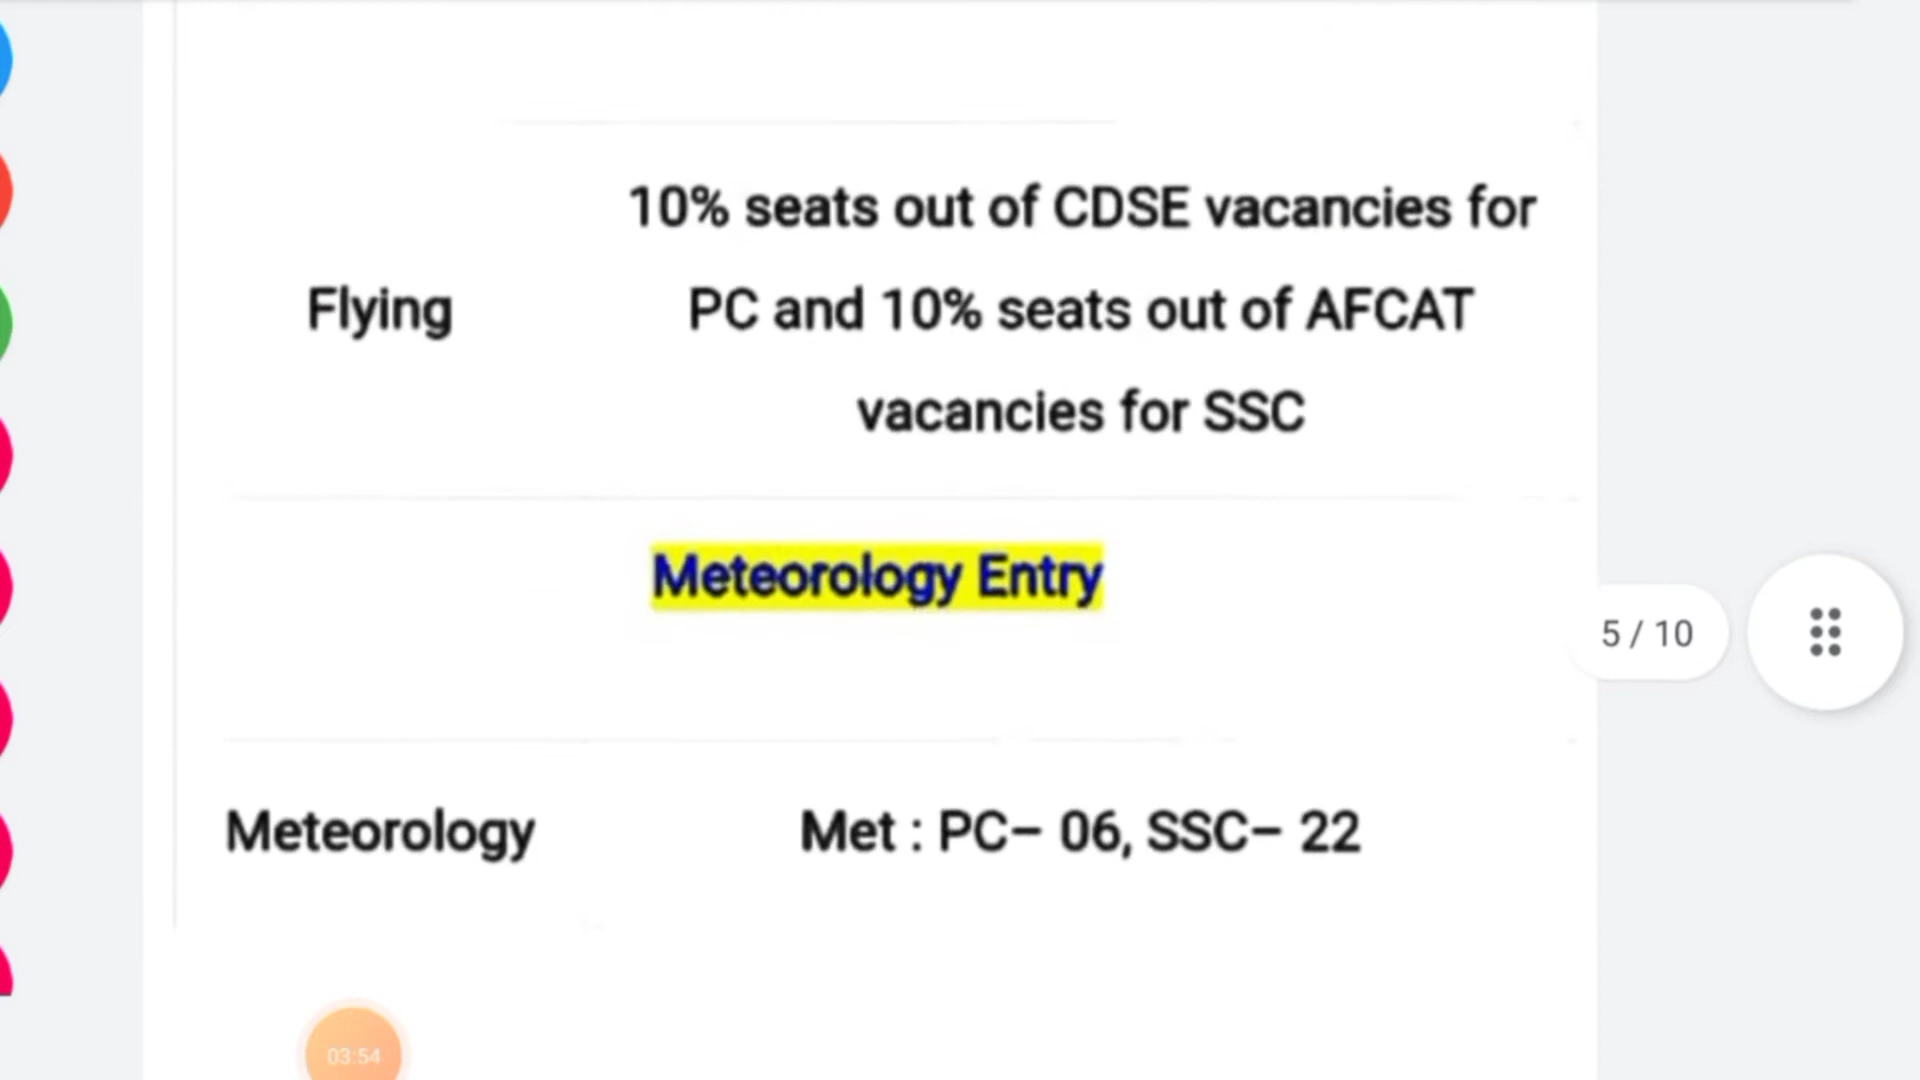 10% seats out of CDSE vacancies for
Flying
PC and 10% seats out of AFCAT
vacancies for SSC
Meteorology Entry
5 / 10
Meteorology
Met : PC– 06, SSC– 22
03:54